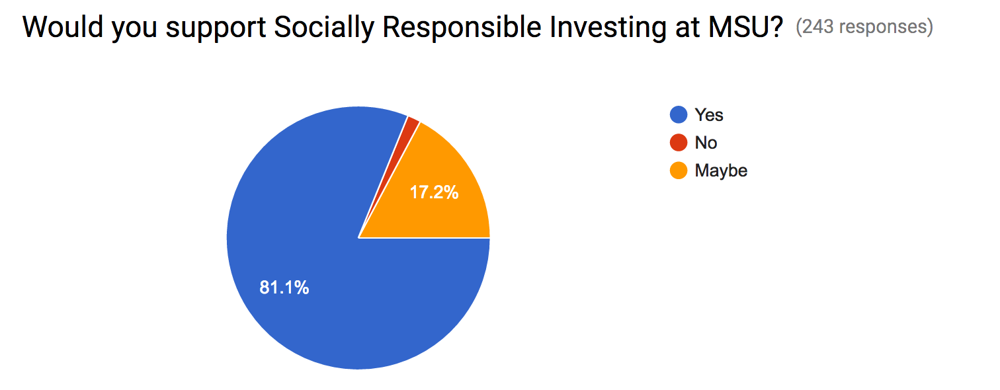 Would you support Socially Responsible Investing at MSU? (243 responses)
Yes
No
Maybe
17.2%
81.1%